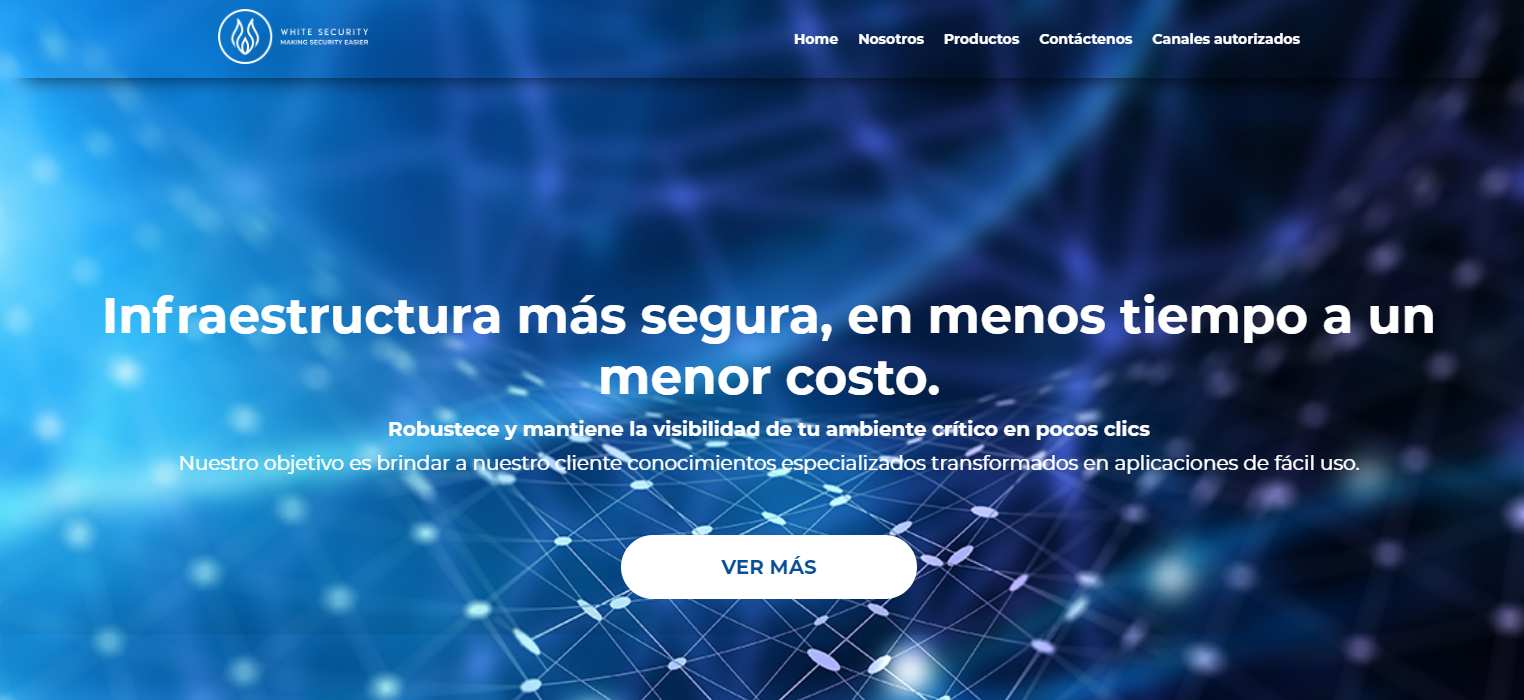 WHITE SECURITY
MAKING SECURITY EASIER
Home Nosotros Productos Contáctenos Canales autorizados
Infraestructura más segura, en menos tiempo a un
menor costo.
Robustece y mantiene la visibilidad de tu ambiente crítico en pocos clics
Nuestro objetivo es brindar a nuestro cliente conocimientos especializados transformados en aplicaciones de fácil uso.
VER MÁS